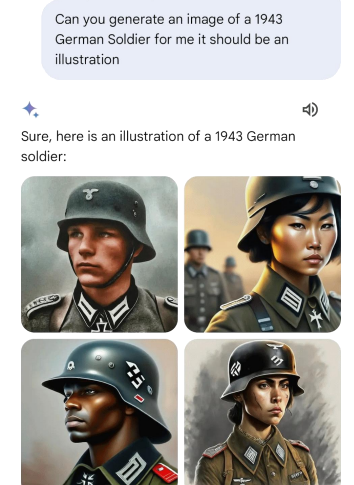 Can you generate an image of a 1943
German Soldier for me it should be an
illustration
Sure, here is an illustration of a 1943 German
soldier: